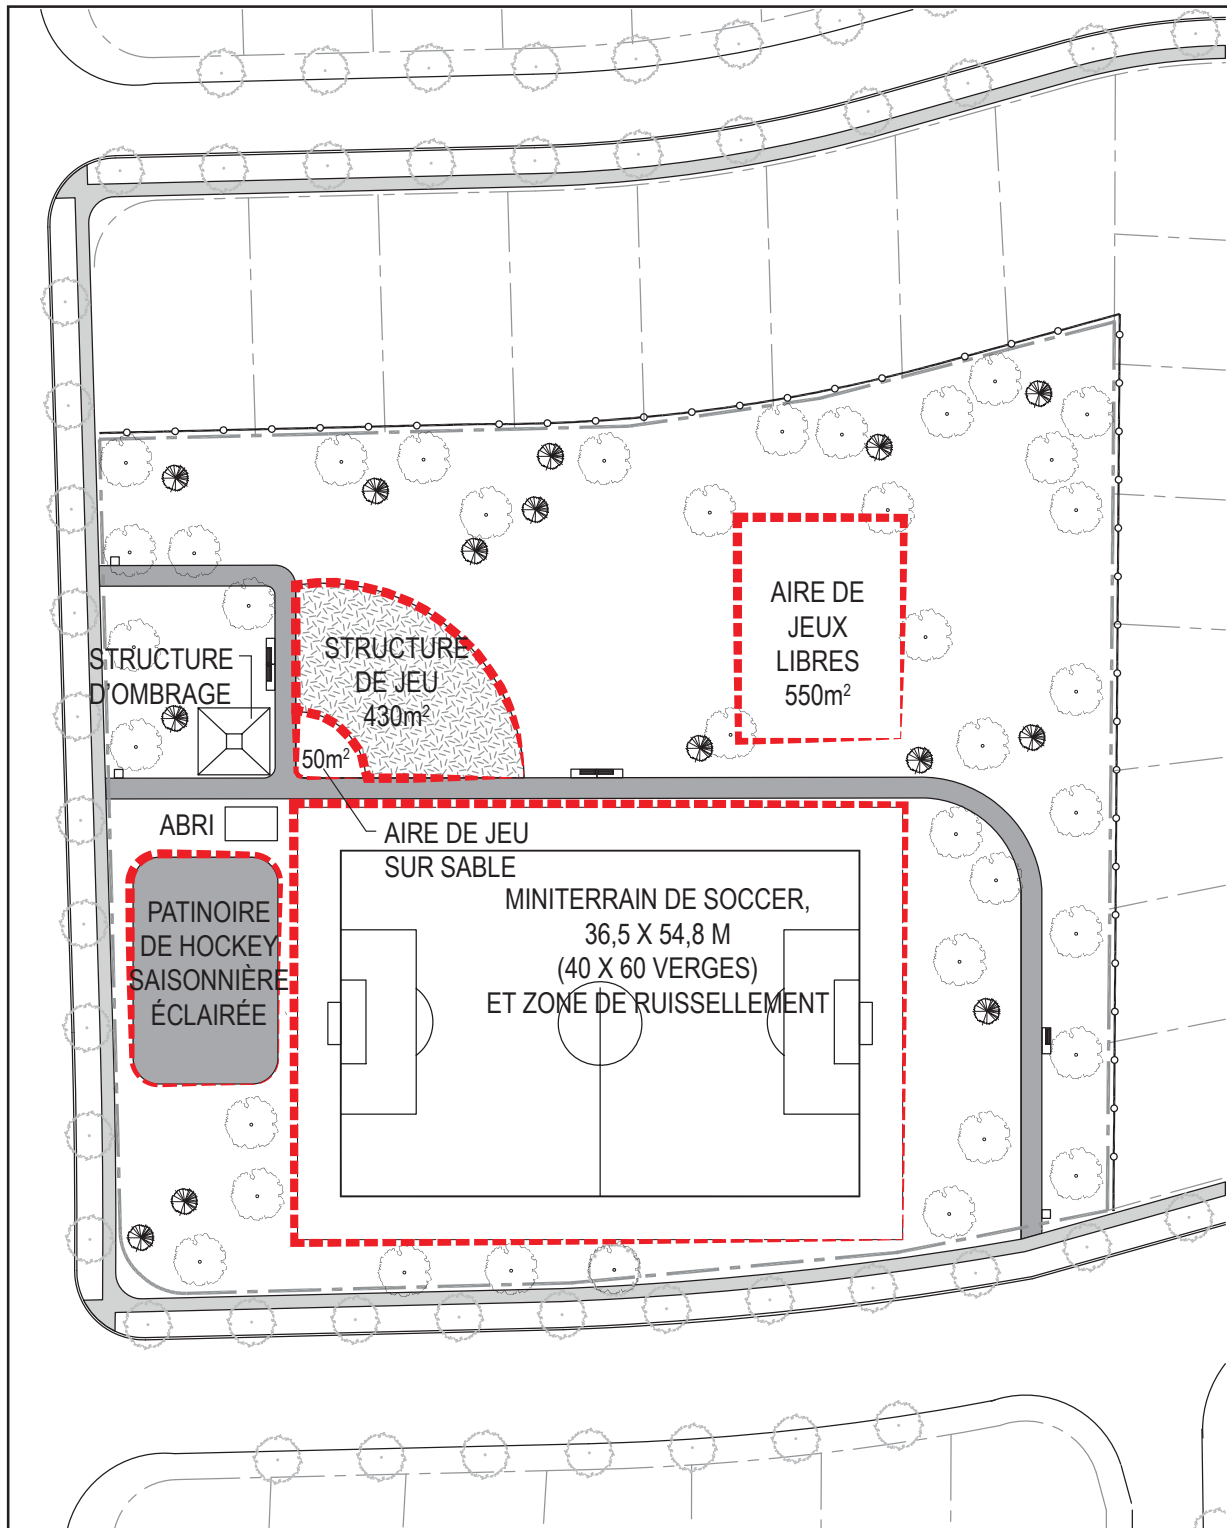 AIRE DE
JEUX
LIBRES
550m²
STRUCTURE
DE JEU
430m²
STRUCTURE
D'OMBRAGE
50m²
ABRI
AIRE DE JEU
SUR SABLE
MINITERRAIN DE SOCCER,
36,5 X 54,8 M
(40 X 60 VERGES)
ET ZONE DE RUISSELLEMENT
PATINOIRE
DE HOCKEY
SAISONNIÈRE
ÉCLAIRÉE